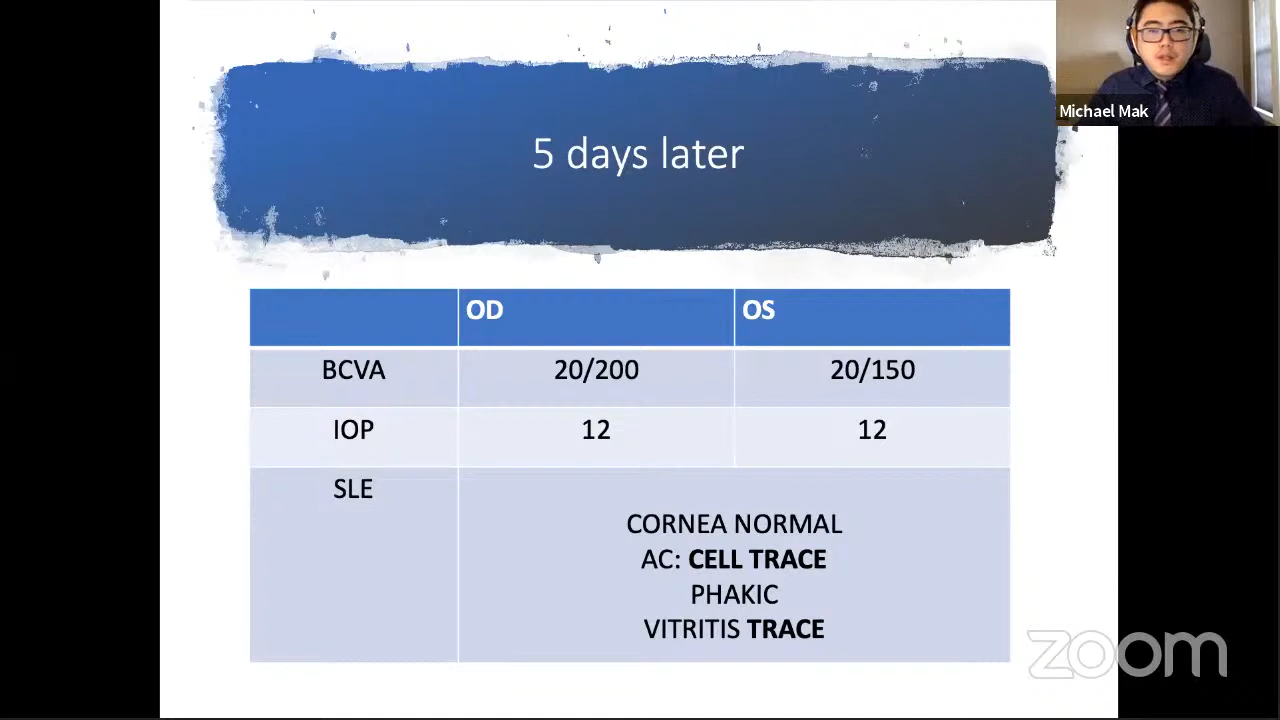 Michael Mak
5 days later
OD OS
BCVA 20/200 20/150
IOP 12 12
SLE
CORNEA NORMAL
AC: CELL TRACE
PHAKIC
VITRITIS TRACE
zoom